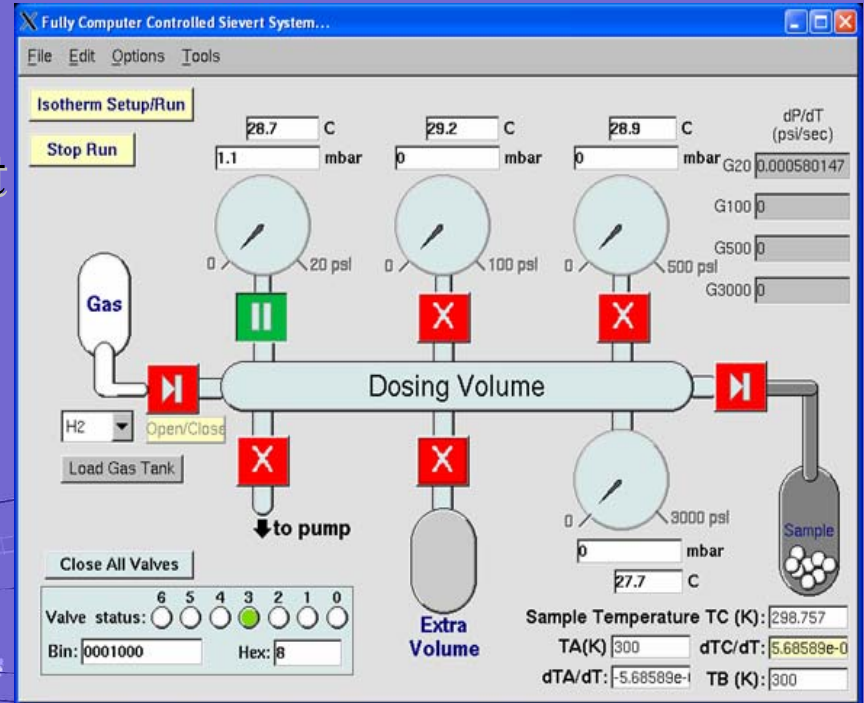 Fully Computer Controlled Sievert System...
File Edit Options Tools
Isotherm Setup/Run
Stop Run
28.7 C
1.1 mbar
29.2 C
0 mbar
28.9 C
0 mbar
dP/dT
(psi/sec)
G20 0.000580147
G100 0
G500 0
G3000 0
0 20 psI
0 100 psI
0 500 psI
Gas
Dosing Volume
H2
Open/Close
Load Gas Tank
to pump
0 3000 psI
Sample
0 mbar
27.7 C
Extra
Volume
Close All Valves
6 5 4 3 2 1 0
Valve status:
Bin: 0001000 Hex: 8
Sample Temperature TC (K): 298.757
TA(K) 300 dTC/dT: 5.68589e-0
dTA/dT: -5.68589e- TB (K): 300